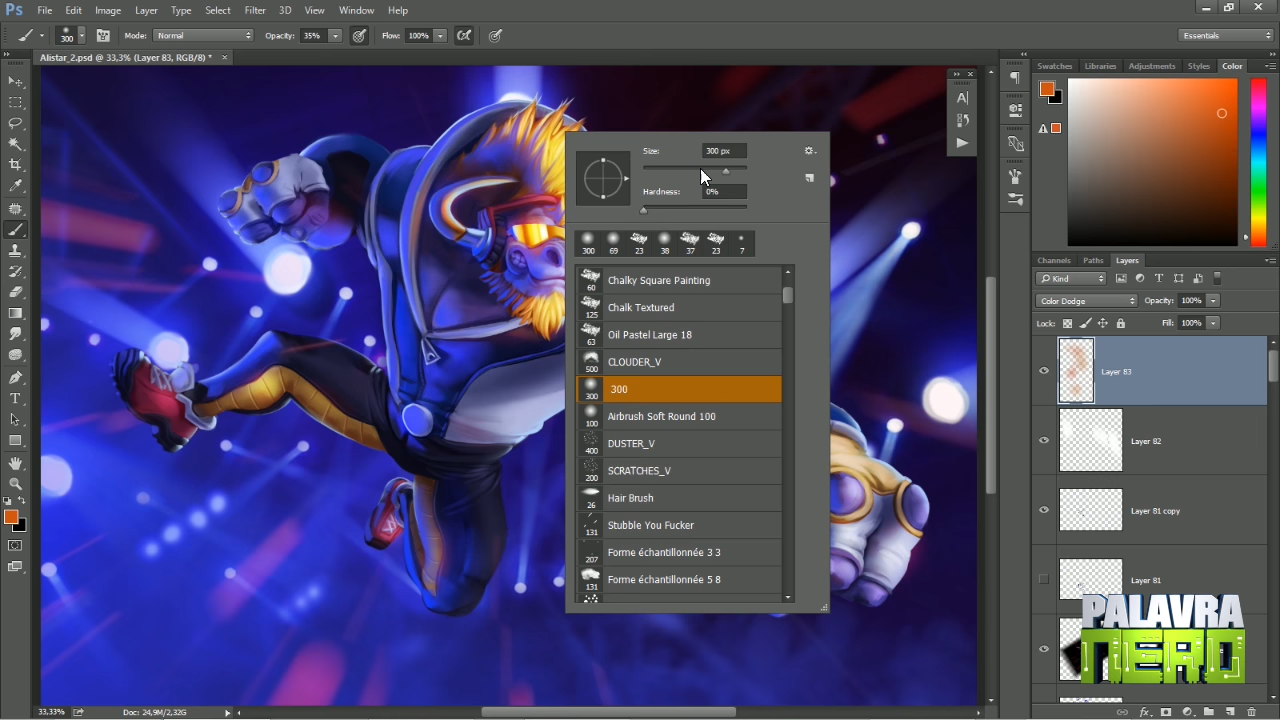 Ps File Edit Image Layer Type Select Filter 3D View Window Help
300 Mode: Normal Opacity: 35% Flow: 100% Essentials
Alistar_2.psd @ 33,3% (Layer 83, RGB/8) * ×
Swatches Libraries Adjustments Styles Color
Size: 300 px
Hardness: 0%
300 69 23 38 37 23 7
60 Chalky Square Painting
125 Chalk Textured
63 Oil Pastel Large 18
500 CLOUDER_V
300 300
100 Airbrush Soft Round 100
400 DUSTER_V
200 SCRATCHES_V
26 Hair Brush
131 Stubble You Fucker
207 Forme échantillonnée 3 3
131 Forme échantillonnée 5 8
Channels Paths Layers
Kind
Color Dodge Opacity: 100%
Lock: Fill: 100%
Layer 83
Layer 82
Layer 81 copy
Layer 81
PALAVRA
NERD
33,33% Doc: 24,9M/2,32G